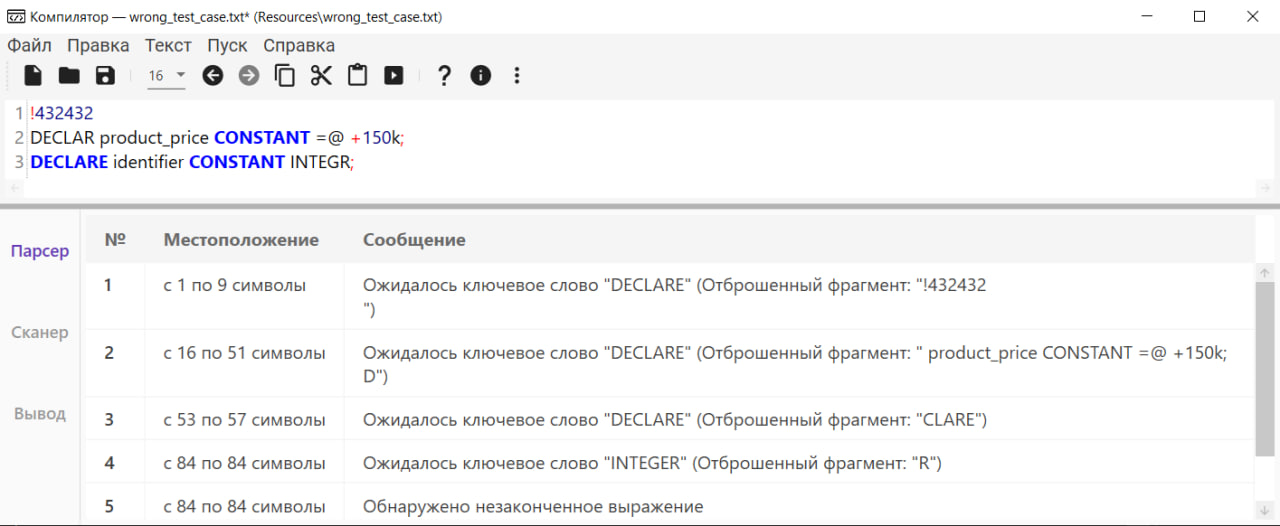 Компилятор — wrong_test_case.txt* (Resources\wrong_test_case.txt)
Файл Правка Текст Пуск Справка
16
1 !432432
2 DECLAR product_price CONSTANT =@ +150k;
3 DECLARE identifier CONSTANT INTEGR;
Парсер
Сканер
Вывод
№ Местоположение Сообщение
1 с 1 по 9 символы Ожидалось ключевое слово "DECLARE" (Отброшенный фрагмент: "!432432
")
2 с 16 по 51 символы Ожидалось ключевое слово "DECLARE" (Отброшенный фрагмент: " product_price CONSTANT =@ +150k;
D")
3 с 53 по 57 символы Ожидалось ключевое слово "DECLARE" (Отброшенный фрагмент: "CLARE")
4 с 84 по 84 символы Ожидалось ключевое слово "INTEGER" (Отброшенный фрагмент: "R")
5 с 84 по 84 символы Обнаружено незаконченное выражение